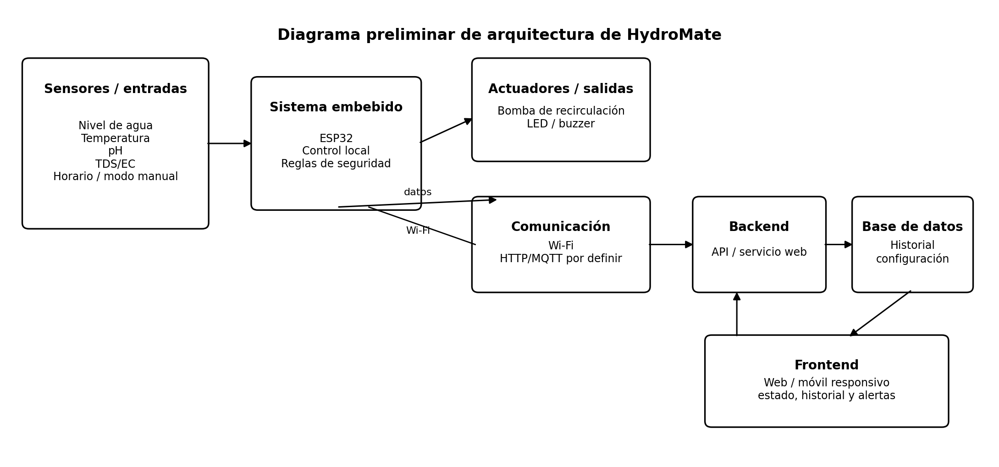 Diagrama preliminar de arquitectura de HydroMate
Sensores / entradas
Nivel de agua
Temperatura
pH
TDS/EC
Horario / modo manual
Sistema embebido
ESP32
Control local
Reglas de seguridad
Actuadores / salidas
Bomba de recirculación
LED / buzzer
datos
Wi-Fi
Comunicación
Wi-Fi
HTTP/MQTT por definir
Backend
API / servicio web
Base de datos
Historial
configuración
Frontend
Web / móvil responsivo
estado, historial y alertas